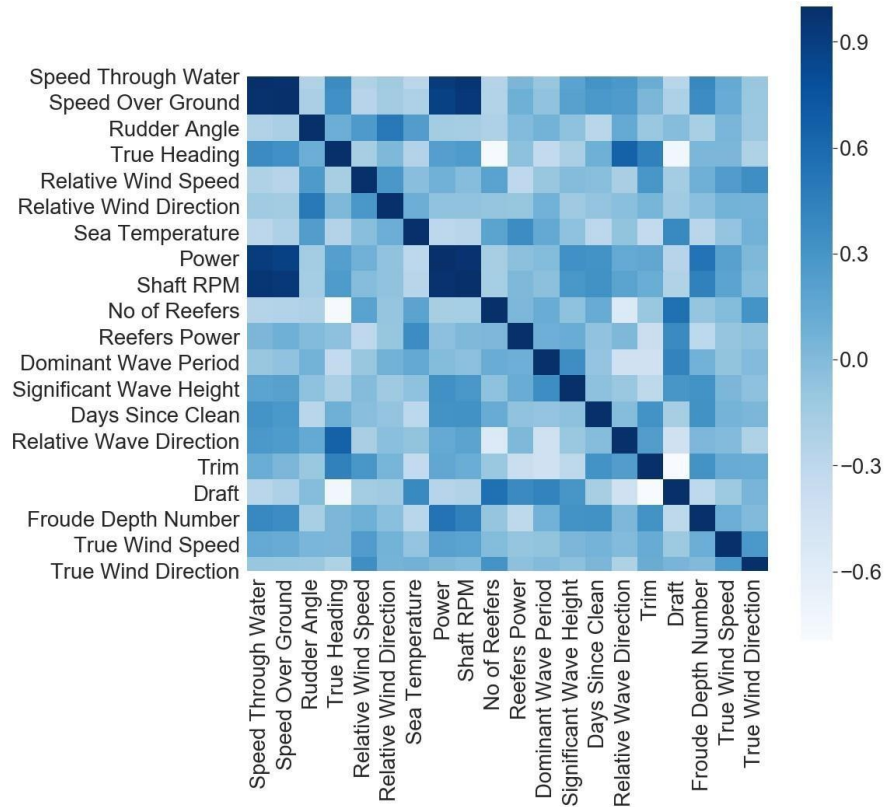 Speed Through Water
Speed Over Ground
Rudder Angle
True Heading
Relative Wind Speed
Relative Wind Direction
Sea Temperature
Power
Shaft RPM
No of Reefers
Reefers Power
Dominant Wave Period
Significant Wave Height
Days Since Clean
Relative Wave Direction
Trim
Draft
Froude Depth Number
True Wind Speed
True Wind Direction
Speed Through Water
Speed Over Ground
Rudder Angle
True Heading
Relative Wind Speed
Relative Wind Direction
Sea Temperature
Power
Shaft RPM
No of Reefers
Reefers Power
Dominant Wave Period
Significant Wave Height
Days Since Clean
Relative Wave Direction
Trim
Draft
Froude Depth Number
True Wind Speed
True Wind Direction
0.9
0.6
0.3
0.0
−0.3
−0.6